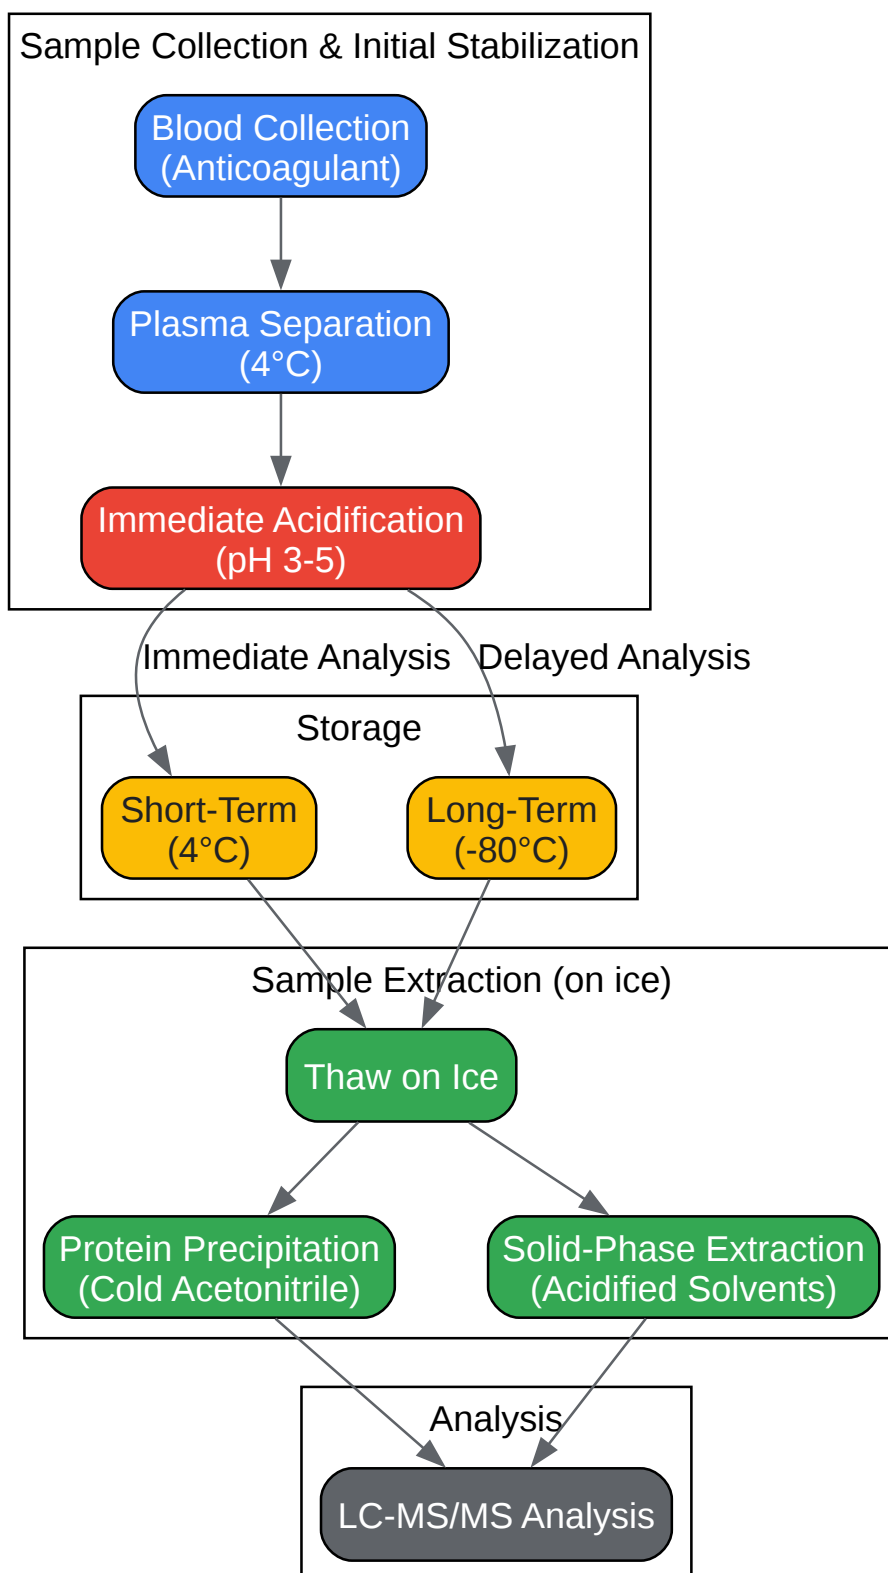 Sample Collection & Initial Stabilization
Blood Collection
(Anticoagulant)
Plasma Separation
(4°C)
Immediate Acidification
(pH 3-5)
Immediate Analysis
Delayed Analysis
Storage
Short-Term
(4°C)
Long-Term
(-80°C)
Sample Extraction (on ice)
Thaw on Ice
Protein Precipitation
(Cold Acetonitrile)
Solid-Phase Extraction
(Acidified Solvents)
Analysis
LC-MS/MS Analysis